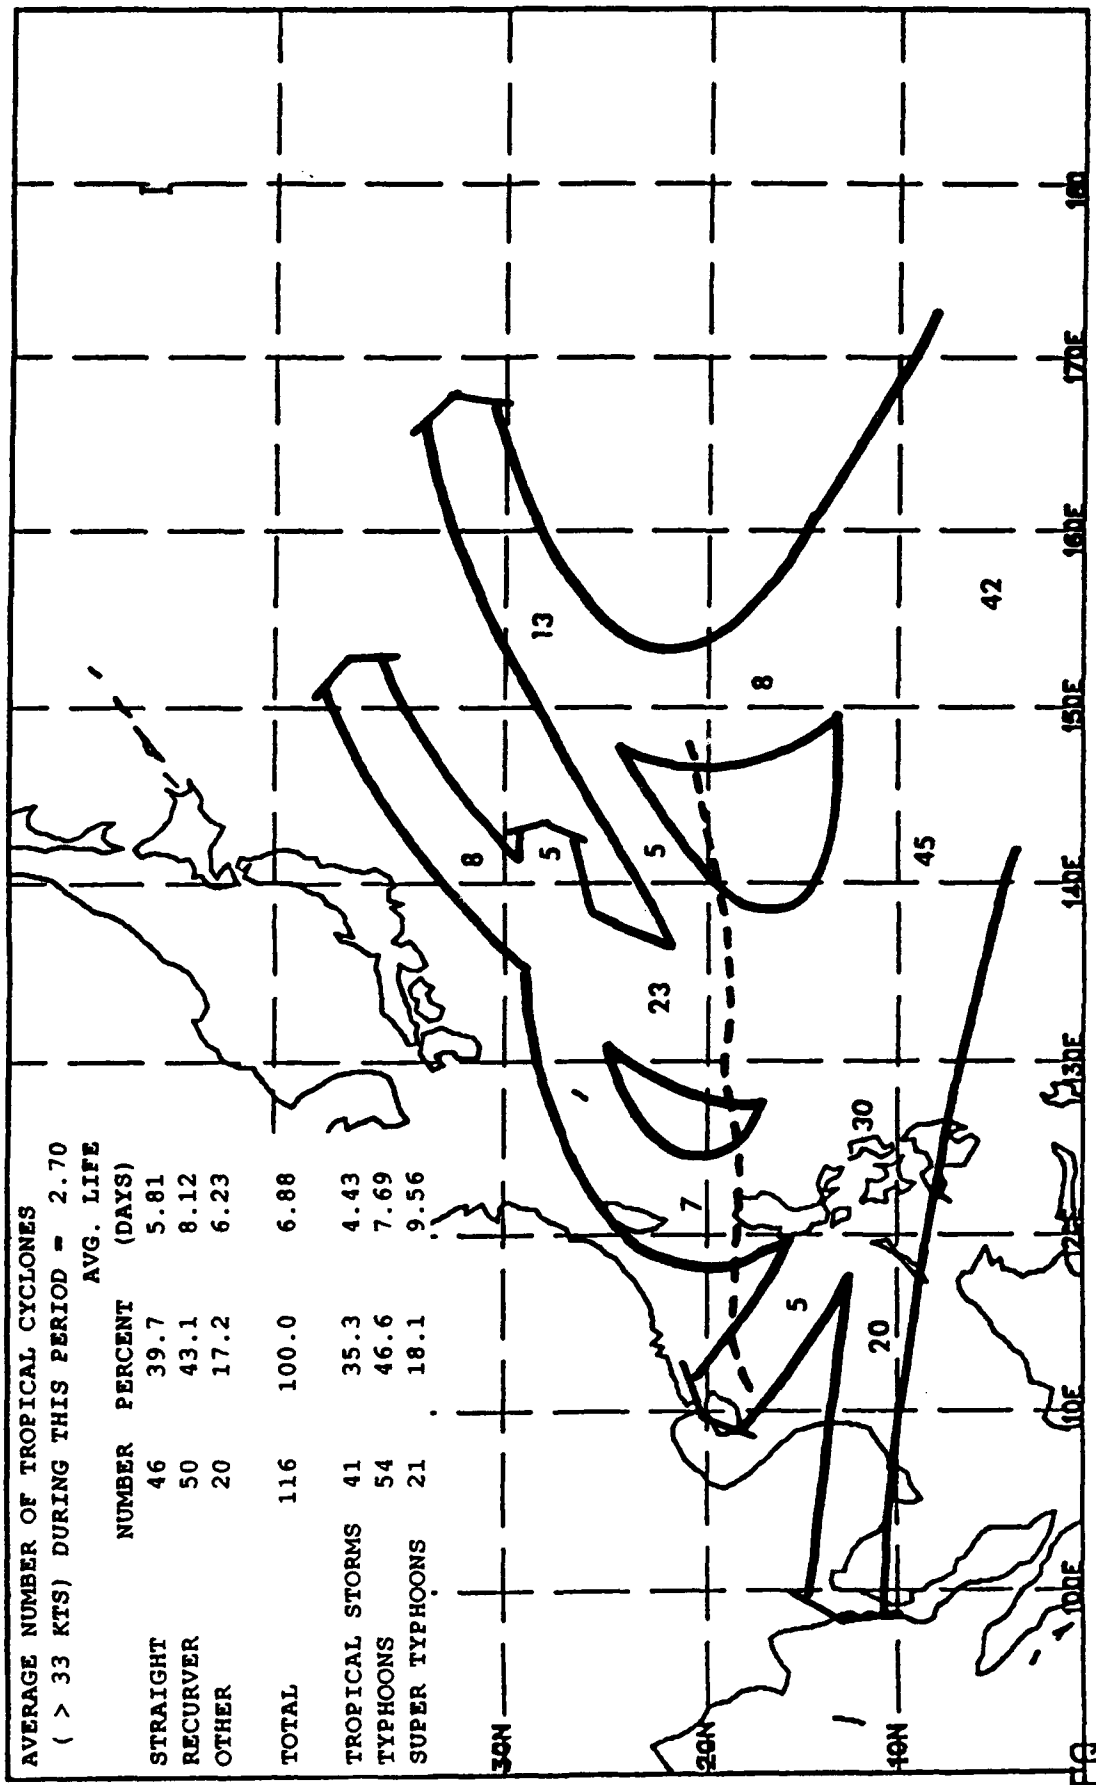 AVERAGE NUMBER OF TROPICAL CYCLONES
( > 33 KTS) DURING THIS PERIOD = 2.70
AVG. LIFE
NUMBER PERCENT (DAYS)
STRAIGHT 46 39.7 5.81
RECURVER 50 43.1 8.12
OTHER 20 17.2 6.23
TOTAL 116 100.0 6.88
TROPICAL STORMS 41 35.3 4.43
TYPHOONS 54 46.6 7.69
SUPER TYPHOONS 21 18.1 9.56
8
13
30N
5
5
23
8
7
20N
5
42
45
30
20
10N
EQ
100E
110E
120E
130E
140E
150E
160E
170E
180